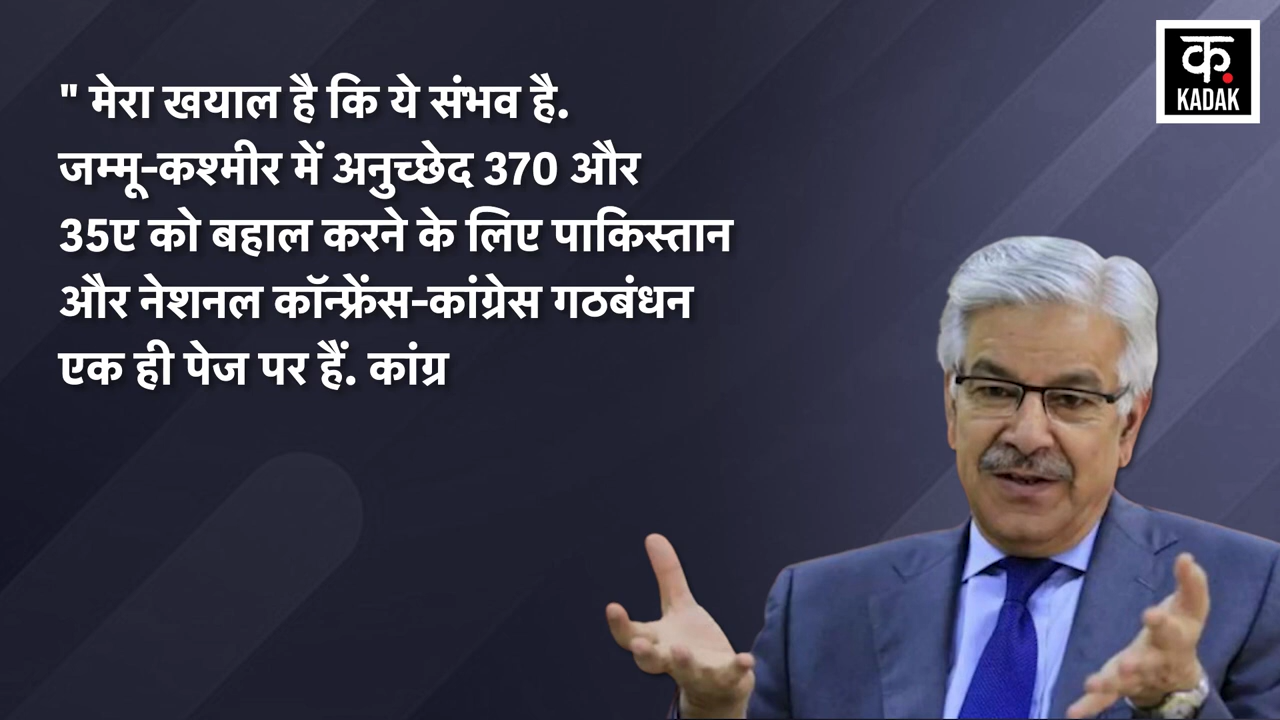 " मेरा खयाल है कि ये संभव है.
जम्मू-कश्मीर में अनुच्छेद 370 और
35ए को बहाल करने के लिए पाकिस्तान
और नेशनल कॉन्फ्रेंस-कांग्रेस गठबंधन
एक ही पेज पर हैं. कांग्र
क.
KADAK